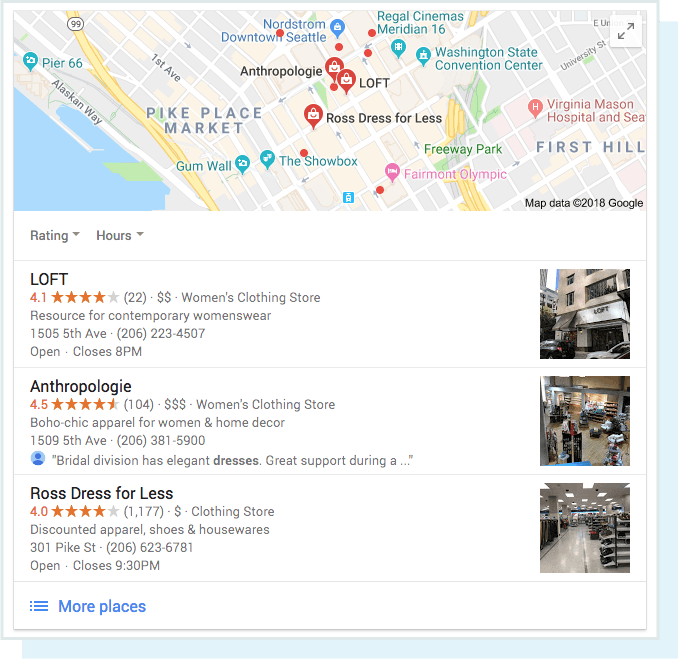 99
Nordstrom
Downtown Seattle
Regal Cinemas
Meridian 16
E Un
Pier 66
1st Ave
Anthropologie
LOFT
Washington State
Convention Center
University St
Alaskan Way
PIKE PLACE
MARKET
Ross Dress for Less
H
Virginia Mason
Hospital and Sea
Freeway Park
FIRST HILL
Gum Wall
The Showbox
Fairmont Olympic
Map data ©2018 Google
Rating Hours
LOFT
4.1 (22) · $$ · Women's Clothing Store
Resource for contemporary womenswear
1505 5th Ave · (206) 223-4507
Open · Closes 8PM
LOFT
Anthropologie
4.5 (104) · $$$ · Women's Clothing Store
Boho-chic apparel for women & home decor
1509 5th Ave · (206) 381-5900
"Bridal division has elegant dresses. Great support during a ..."
Ross Dress for Less
4.0 (1,177) · $ · Clothing Store
Discounted apparel, shoes & housewares
301 Pike St · (206) 623-6781
Open · Closes 9:30PM
More places